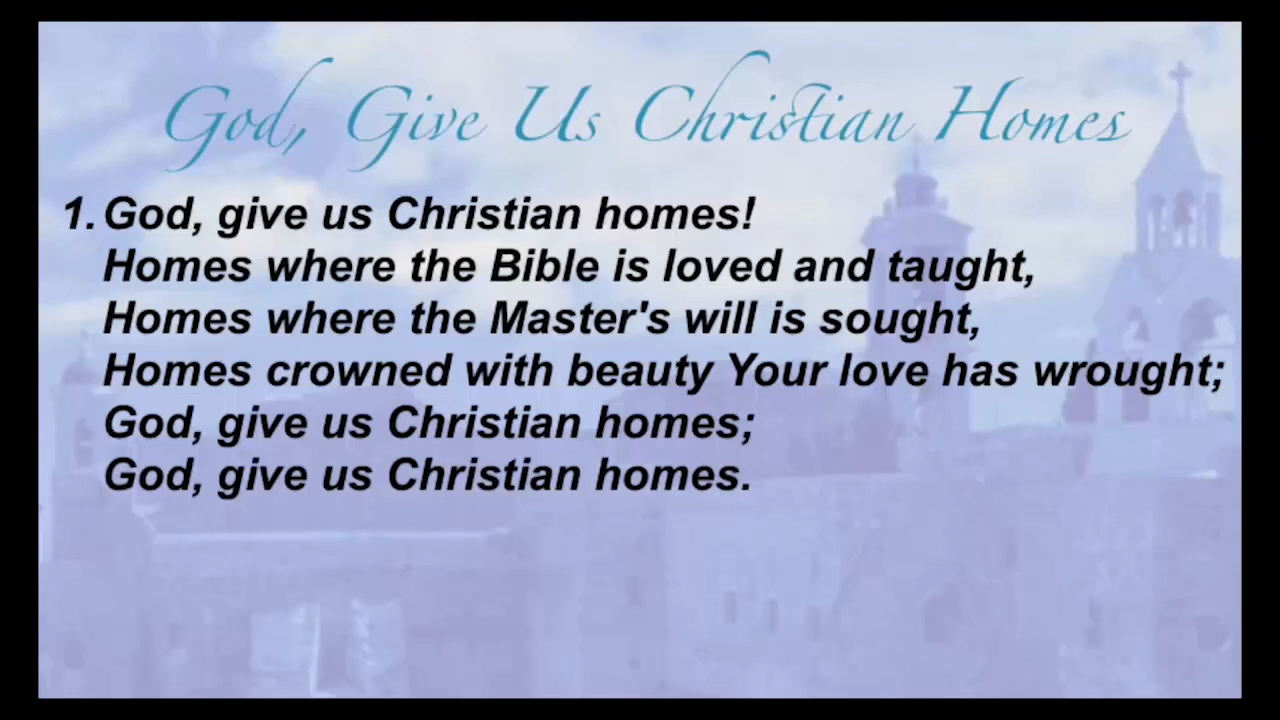 God, Give Us Christian Homes
1. God, give us Christian homes!
Homes where the Bible is loved and taught,
Homes where the Master's will is sought,
Homes crowned with beauty Your love has wrought;
God, give us Christian homes;
God, give us Christian homes.